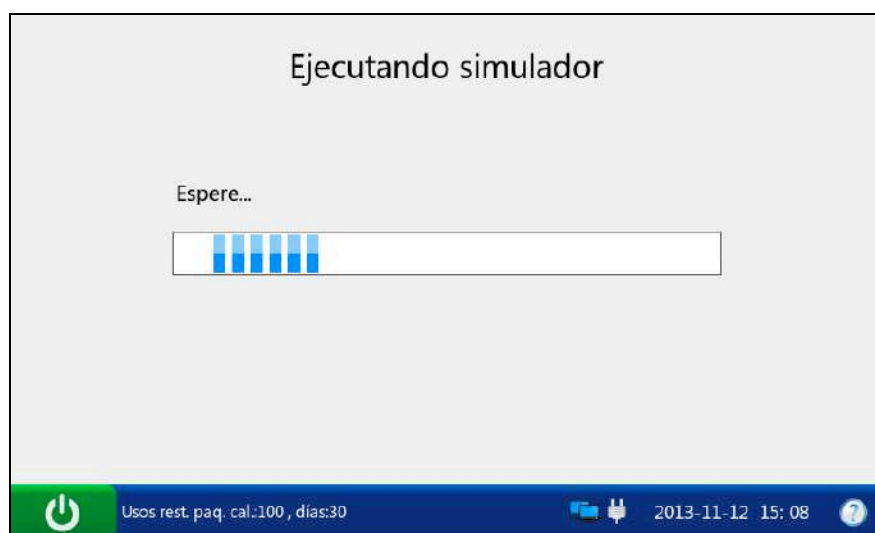 Ejecutando simulador
Espere...
Usos rest. paq. cal.:100 , días:30
2013-11-12 15: 08
?